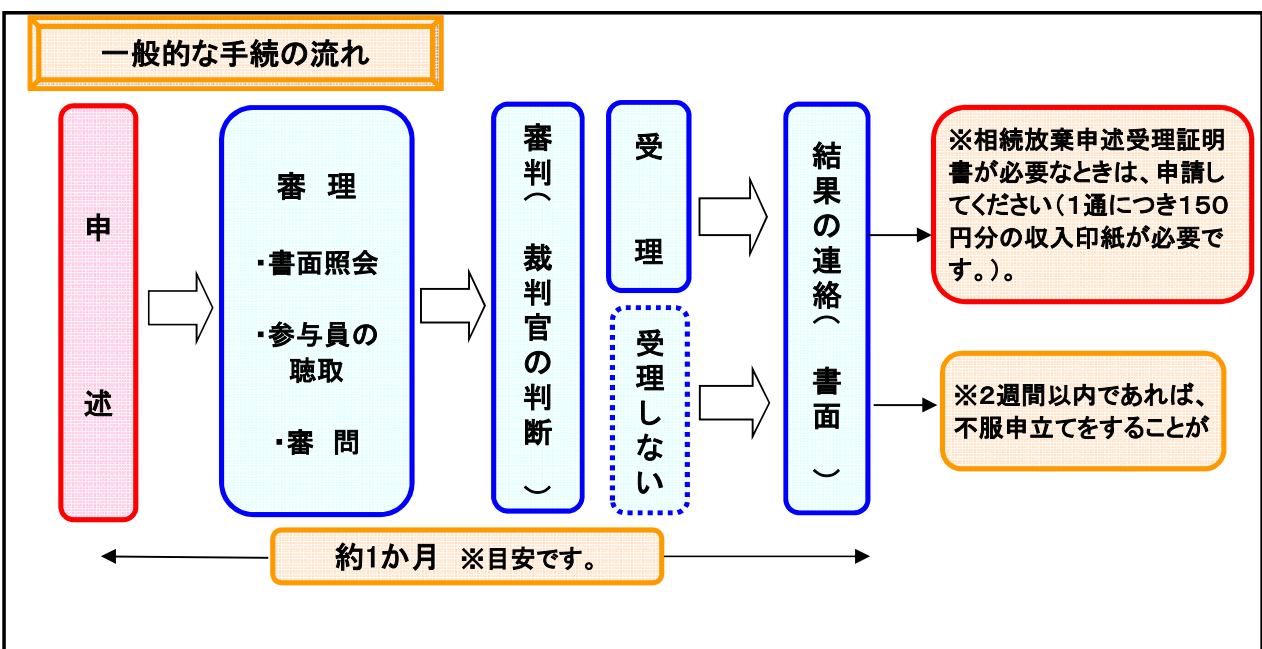 一般的な手続の流れ
申述
審 理
・書面照会
・参与員の
聴取
・審 問
審判(裁判官の判断)
受理
受理しない
結果の連絡(書面)
※相続放棄申述受理証明
書が必要なときは、申請し
てください(1通につき150
円分の収入印紙が必要で
す。)。
※2週間以内であれば、
不服申立てをすることが
約1か月 ※目安です。